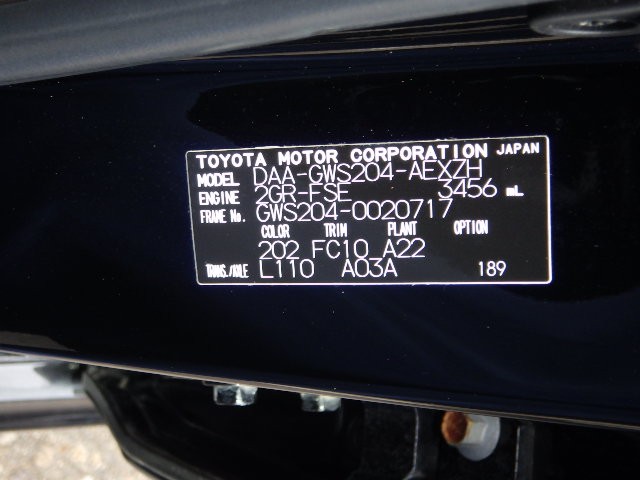 TOYOTA MOTOR CORPORATION JAPAN
MODEL DAA-GWS204-AEXZH
ENGINE 2GR-FSE 3456 mL
FRAME No. GWS204-0020717
COLOR TRIM PLANT OPTION
202 FC10 A22
TRANS./AXLE L110 A03A 189